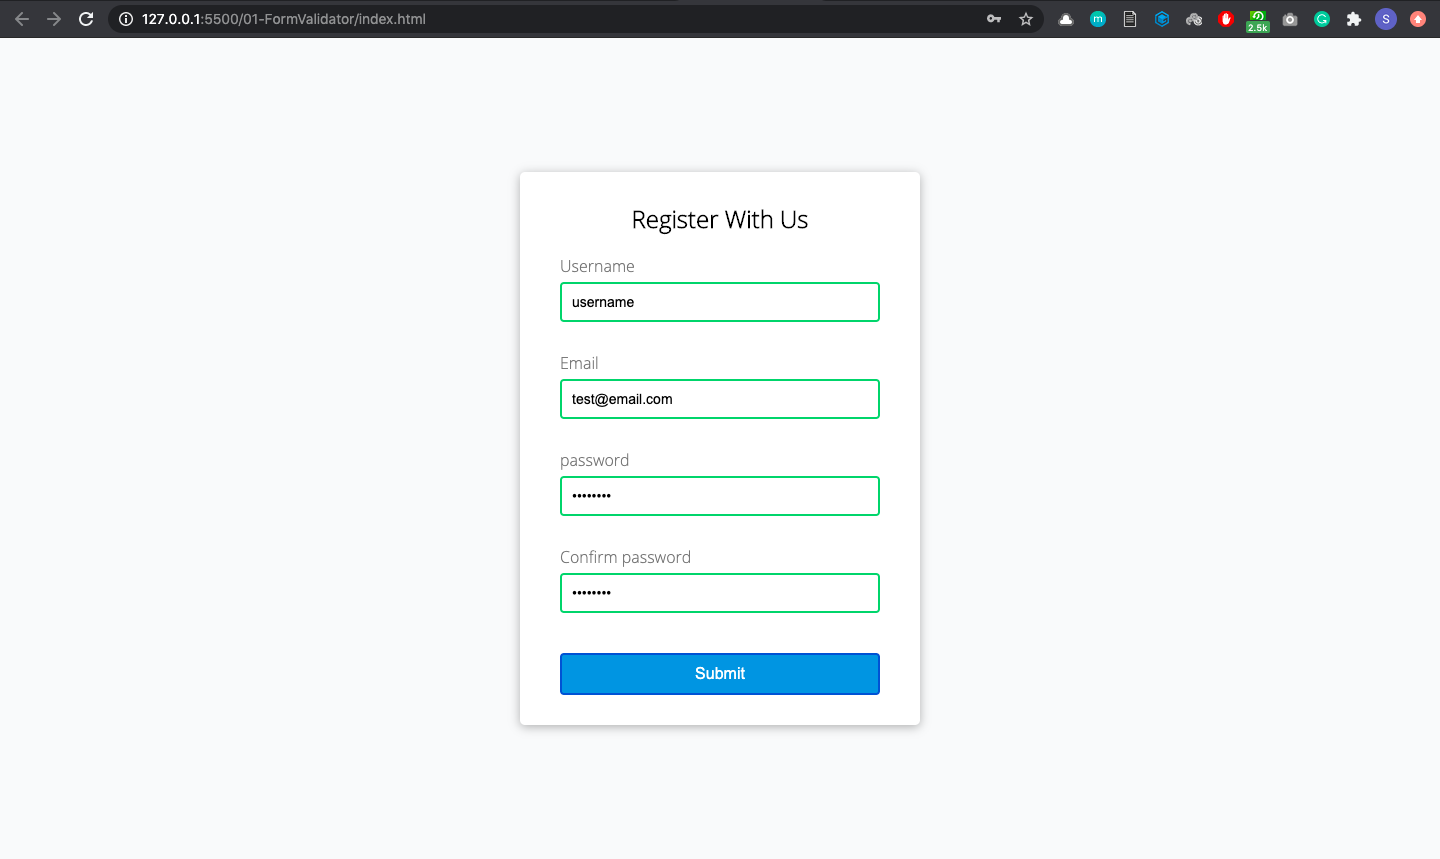 127.0.0.1:5500/01-FormValidator/index.html
m
2.5k
G
S
Register With Us
Username
username
Email
test@email.com
password
••••••••
Confirm password
••••••••
Submit